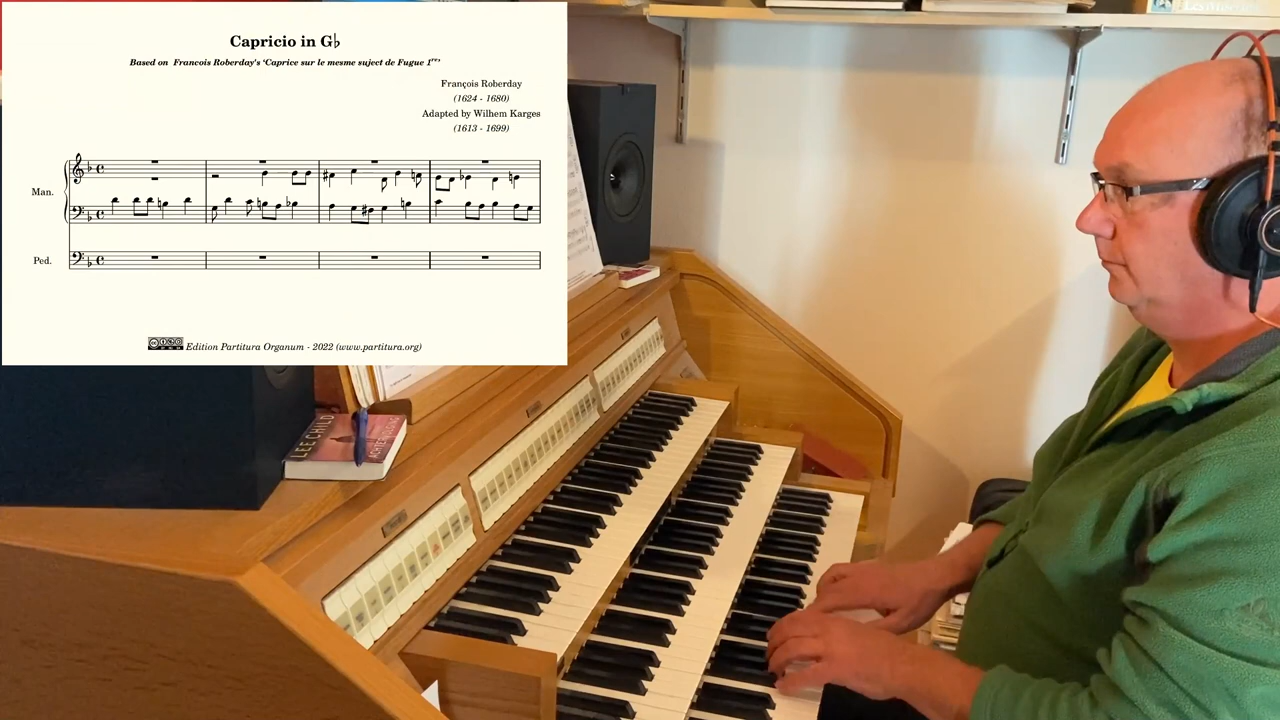 Capricio in G♭
Based on Francois Roberday's ‘Caprice sur le mesme suject de Fugue 1re’
François Roberday
(1624 - 1680)
Adapted by Wilhem Karges
(1613 - 1699)
Man.
Ped.
Edition Partitura Organum - 2022 (www.partitura.org)
LEE CHILD